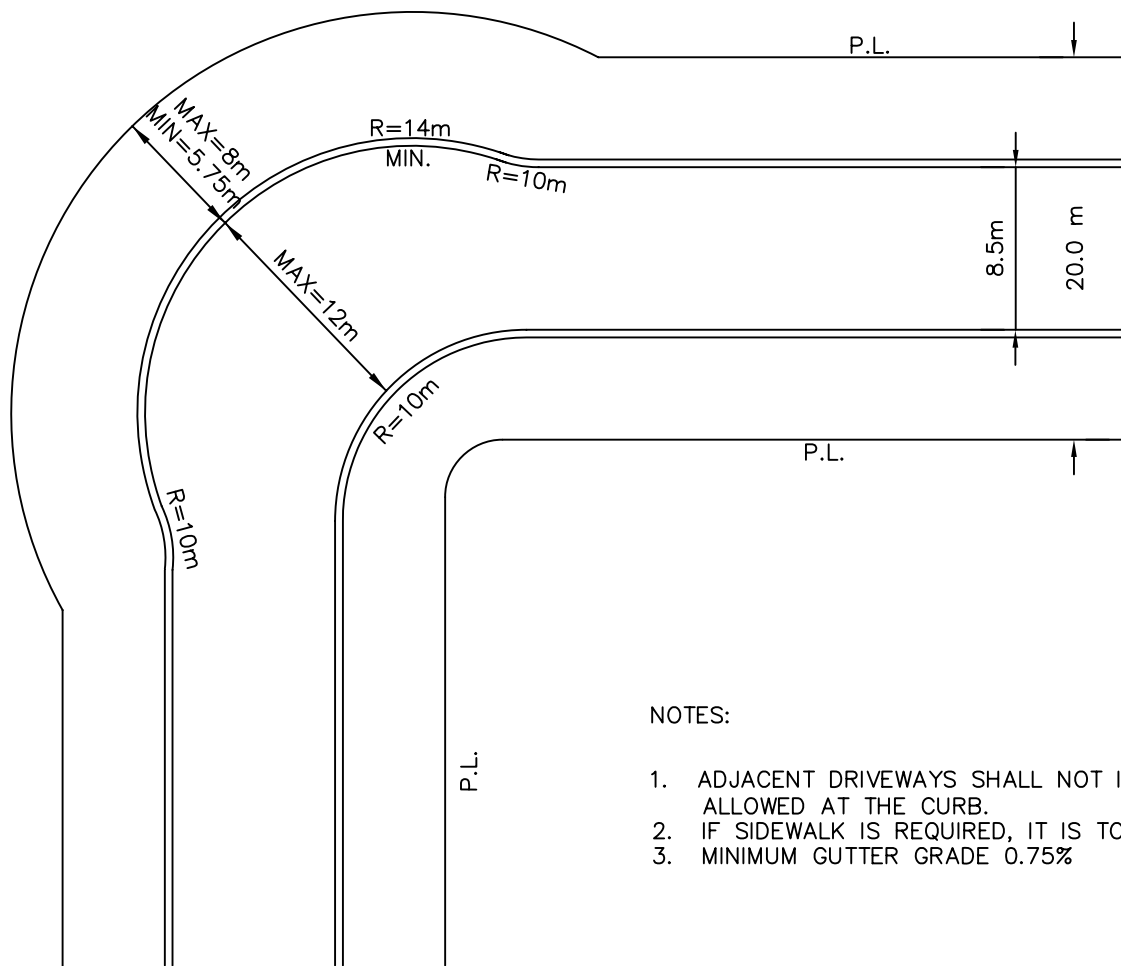 P.L.
MAX=8m
MIN=5.75m
R=14m
MIN.
R=10m
MAX=12m
8.5m
20.0 m
R=10m
P.L.
R=10m
P.L.
NOTES:
1. ADJACENT DRIVEWAYS SHALL NOT
ALLOWED AT THE CURB.
2. IF SIDEWALK IS REQUIRED, IT IS TO
3. MINIMUM GUTTER GRADE 0.75%